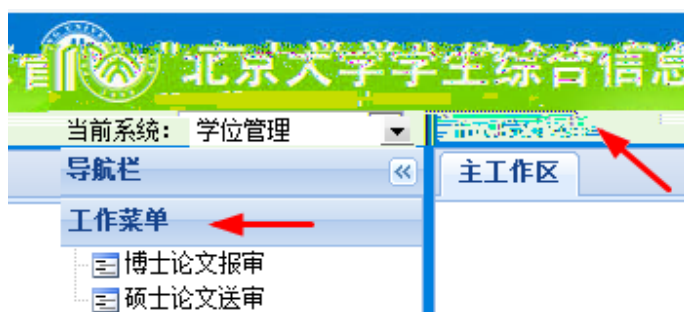 北京大学学生综合信息
当前系统： 学位管理
导航栏
主工作区
工作菜单
博士论文报审
硕士论文送审